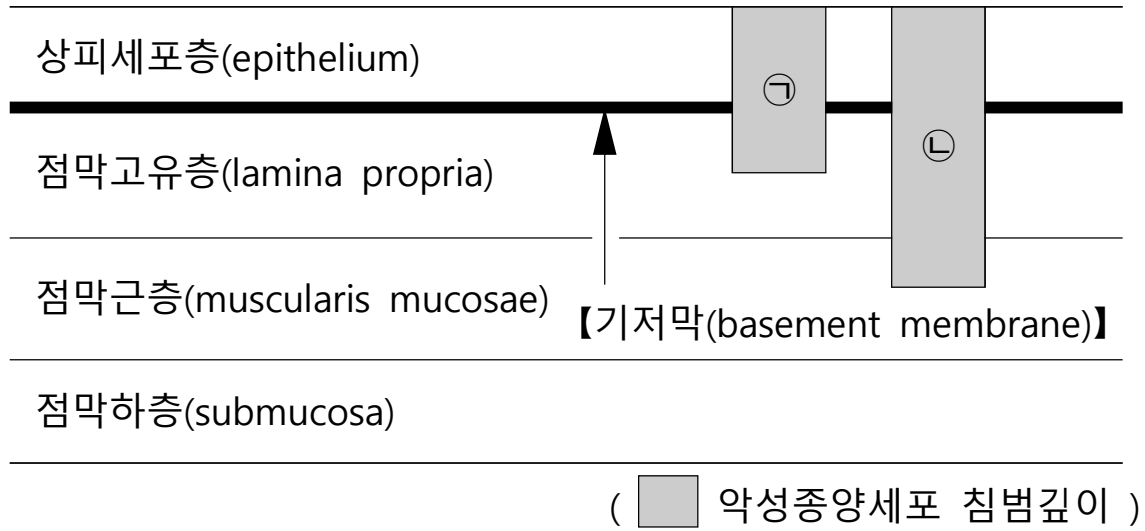 상피세포층(epithelium)
㉠
㉡
점막고유층(lamina propria)
점막근층(muscularis mucosae)
【기저막(basement membrane)】
점막하층(submucosa)
( 악성종양세포 침범깊이 )